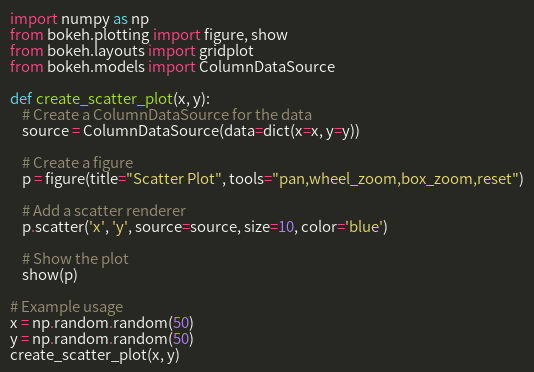 import numpy as np
from bokeh.plotting import figure, show
from bokeh.layouts import gridplot
from bokeh.models import ColumnDataSource

def create_scatter_plot(x, y):
    # Create a ColumnDataSource for the data
    source = ColumnDataSource(data=dict(x=x, y=y))

    # Create a figure
    p = figure(title="Scatter Plot", tools="pan,wheel_zoom,box_zoom,reset")

    # Add a scatter renderer
    p.scatter('x', 'y', source=source, size=10, color='blue')

    # Show the plot
    show(p)

# Example usage
x = np.random.random(50)
y = np.random.random(50)
create_scatter_plot(x, y)